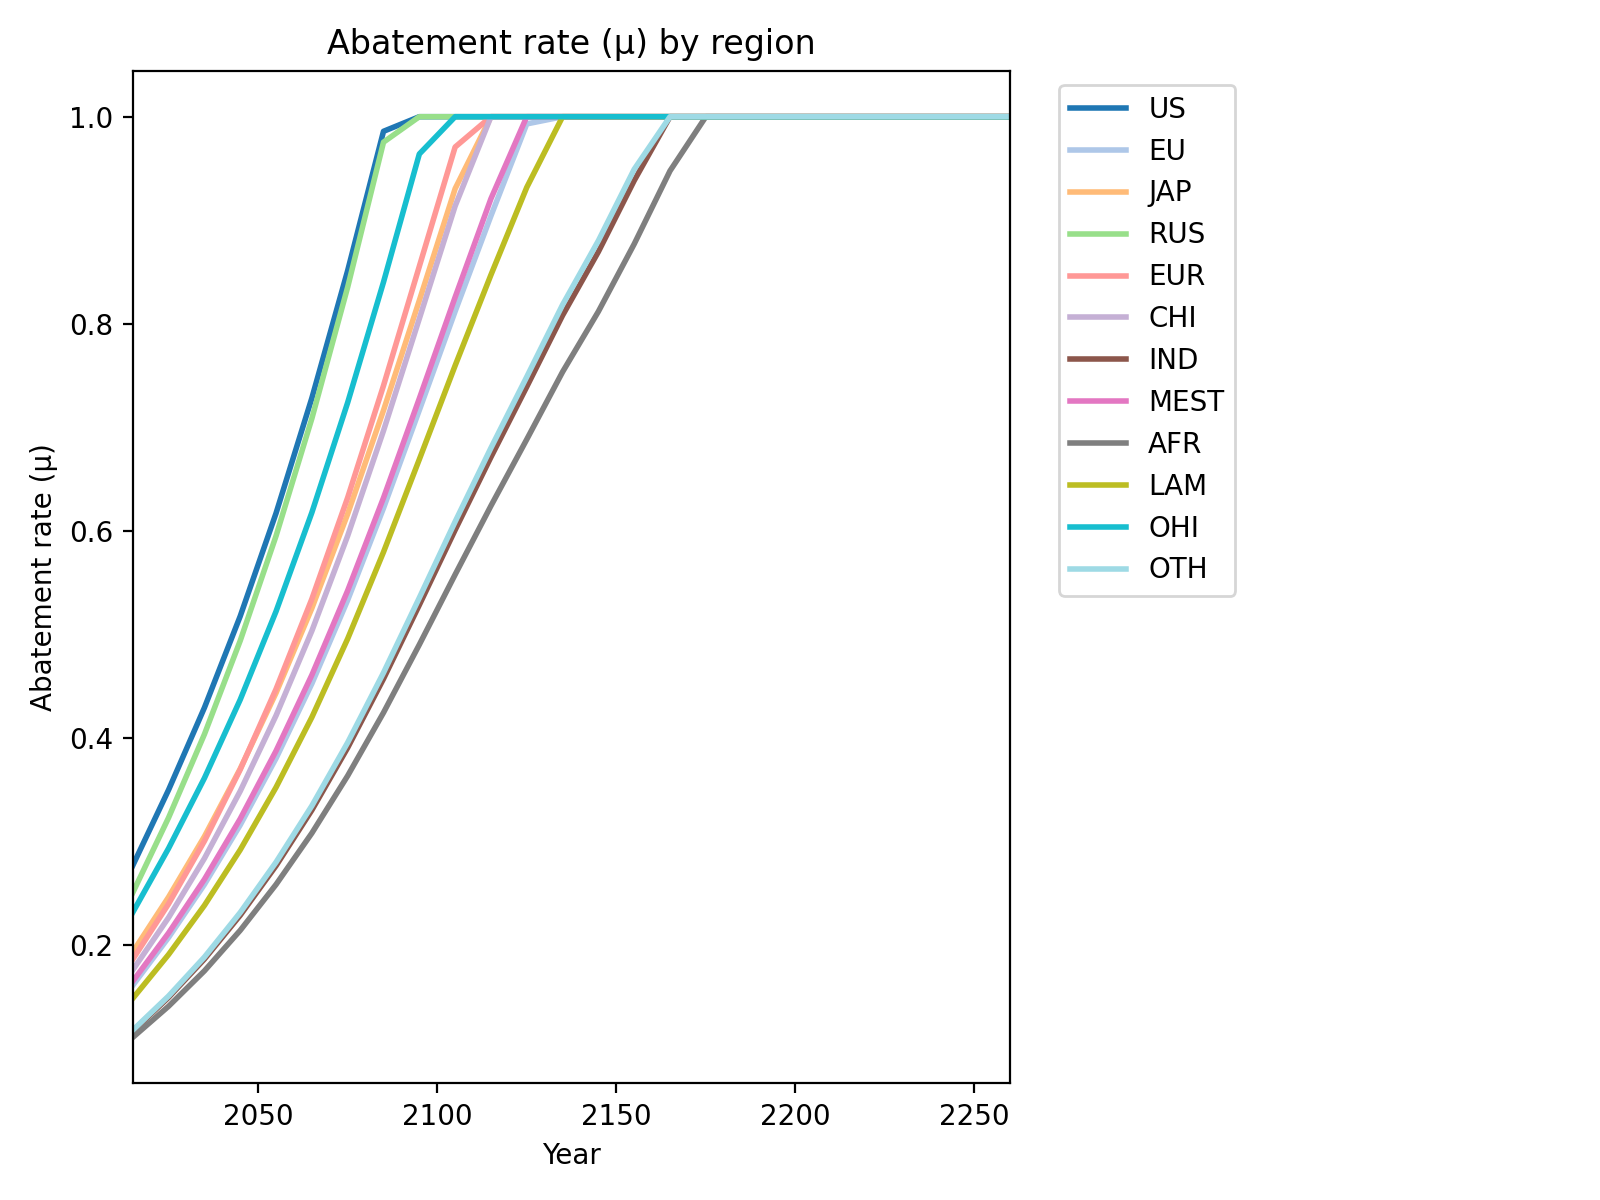 Abatement rate (μ) by region
1.0
0.8
0.6
0.4
0.2
Abatement rate (μ)
2050
2100
2150
2200
2250
Year
US
EU
JAP
RUS
EUR
CHI
IND
MEST
AFR
LAM
OHI
OTH